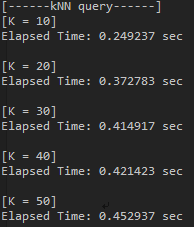 [------kNN query------]
[K = 10]
Elapsed Time: 0.249237 sec
[K = 20]
Elapsed Time: 0.372783 sec
[K = 30]
Elapsed Time: 0.414917 sec
[K = 40]
Elapsed Time: 0.421423 sec
[K = 50]
Elapsed Time: 0.452937 sec